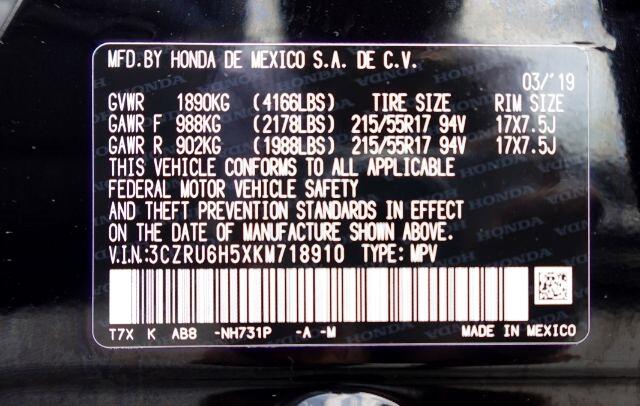 MFD. BY HONDA DE MEXICO S.A. DE C.V.
03/'19
GVWR 1890KG (4166LBS) TIRE SIZE RIM SIZE
GAWR F 988KG (2178LBS) 215/55R17 94V 17X7.5J
GAWR R 902KG (1988LBS) 215/55R17 94V 17X7.5J
THIS VEHICLE CONFORMS TO ALL APPLICABLE
FEDERAL MOTOR VEHICLE SAFETY
AND THEFT PREVENTION STANDARDS IN EFFECT
ON THE DATE OF MANUFACTURE SHOWN ABOVE.
V.I.N.:3CZRU6H5XKM718910 TYPE: MPV
T7X K AB8 -NH731P -A -M MADE IN MEXICO